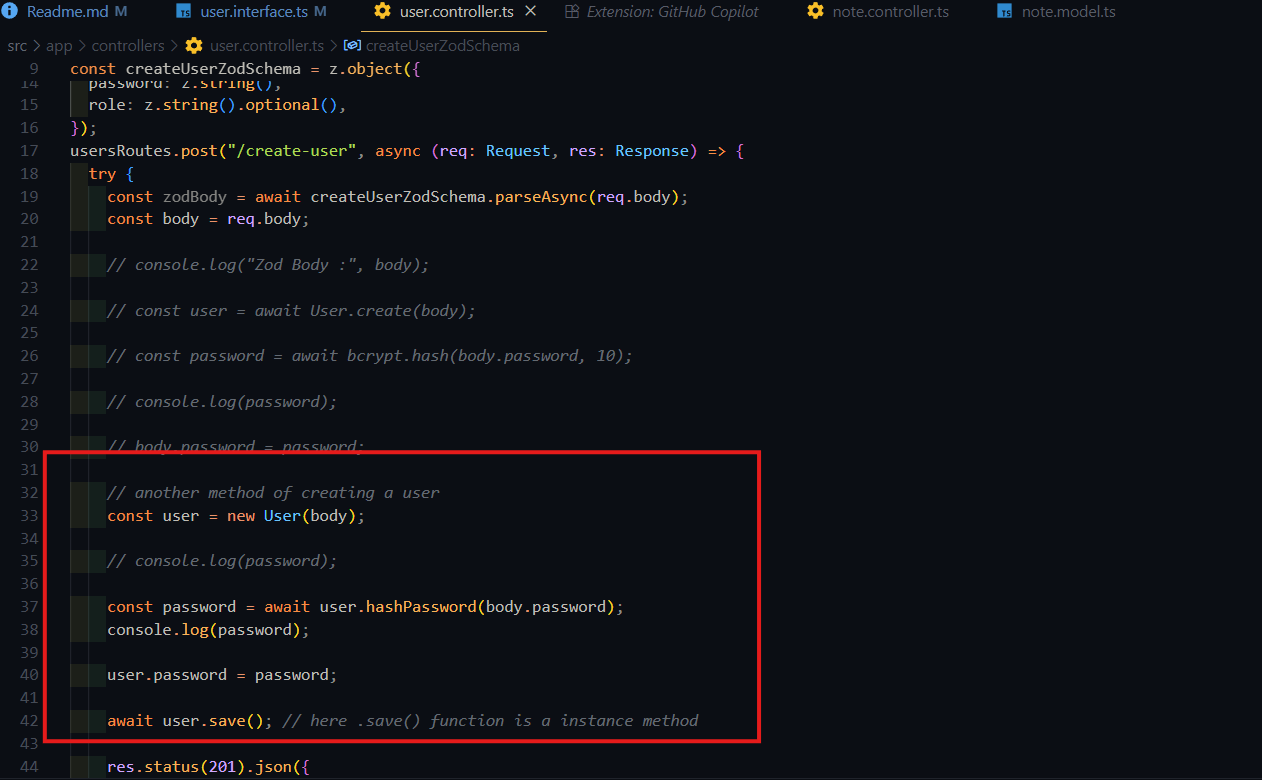 Readme.md M
TS user.interface.ts M
user.controller.ts ×
Extension: GitHub Copilot
note.controller.ts
TS note.model.ts
src > app > controllers > user.controller.ts > createUserZodSchema
9 const createUserZodSchema = z.object({
14 password: z.string(),
15 role: z.string().optional(),
16 });
17 usersRoutes.post("/create-user", async (req: Request, res: Response) => {
18 try {
19 const zodBody = await createUserZodSchema.parseAsync(req.body);
20 const body = req.body;
21
22 // console.log("Zod Body :", body);
23
24 // const user = await User.create(body);
25
26 // const password = await bcrypt.hash(body.password, 10);
27
28 // console.log(password);
29
30 // body.password = password;
31
32 // another method of creating a user
33 const user = new User(body);
34
35 // console.log(password);
36
37 const password = await user.hashPassword(body.password);
38 console.log(password);
39
40 user.password = password;
41
42 await user.save(); // here .save() function is a instance method
43
44 res.status(201).json({